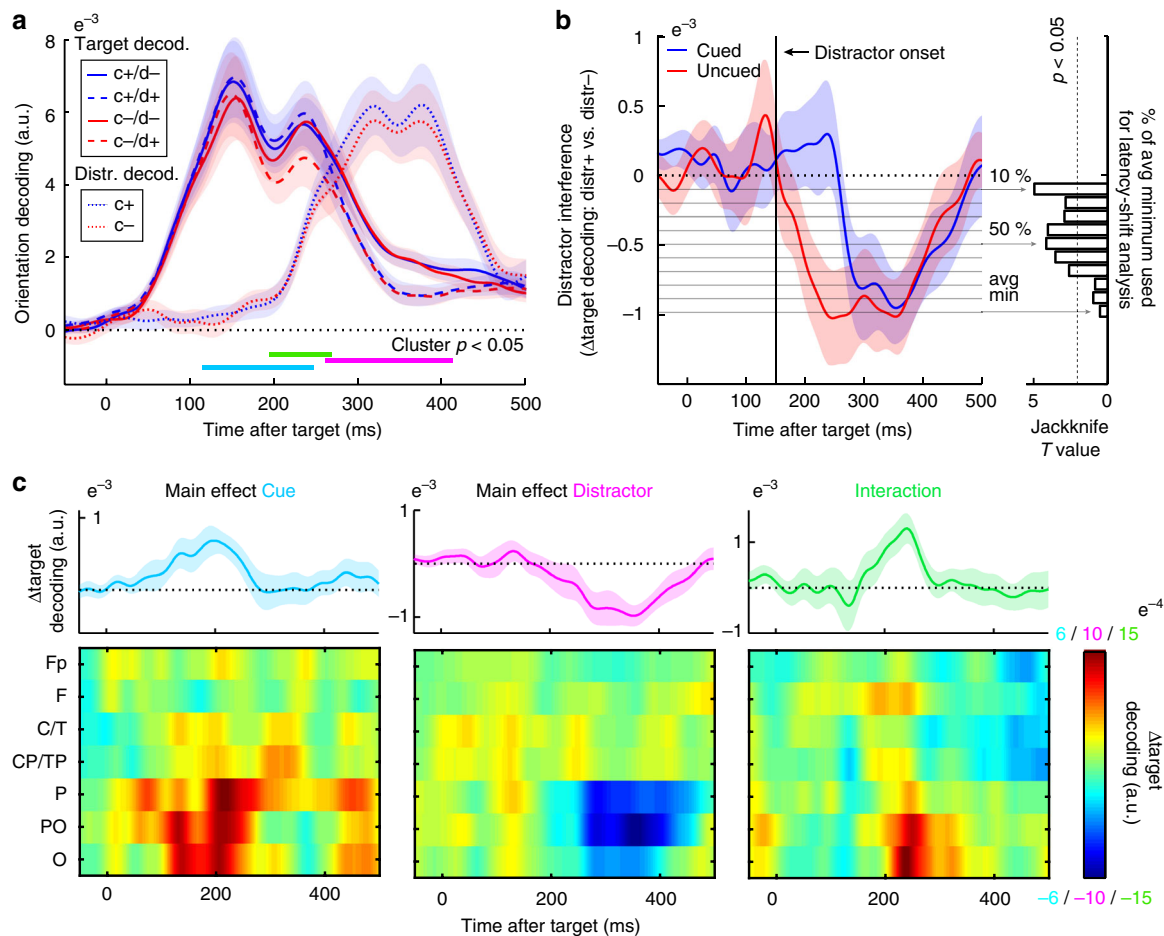 a
e⁻³
Target decod.
c+/d−
c+/d+
c−/d−
c−/d+
Distr. decod.
c+
c−
Orientation decoding (a.u.)
8
6
4
2
0
Cluster p < 0.05
0 100 200 300 400 500
Time after target (ms)
b
e⁻³
Cued
Uncued
Distractor onset
Distractor interference
(Δtarget decoding: distr+ vs. distr−)
1
0.5
0
−0.5
−1
10 %
50 %
avg
min
0 100 200 300 400 500
Time after target (ms)
p < 0.05
% of avg minimum used
for latency-shift analysis
5 0
Jackknife
T value
c
e⁻³
Main effect Cue
1
Δtarget
decoding (a.u.)
e⁻³
Main effect Distractor
1
−1
e⁻³
Interaction
1
−1
e⁻⁴
6 / 10 / 15
Fp
F
C/T
CP/TP
P
PO
O
0 200 400
0 200 400
0 200 400
Time after target (ms)
Δtarget
decoding (a.u.)
−6 / −10 / −15